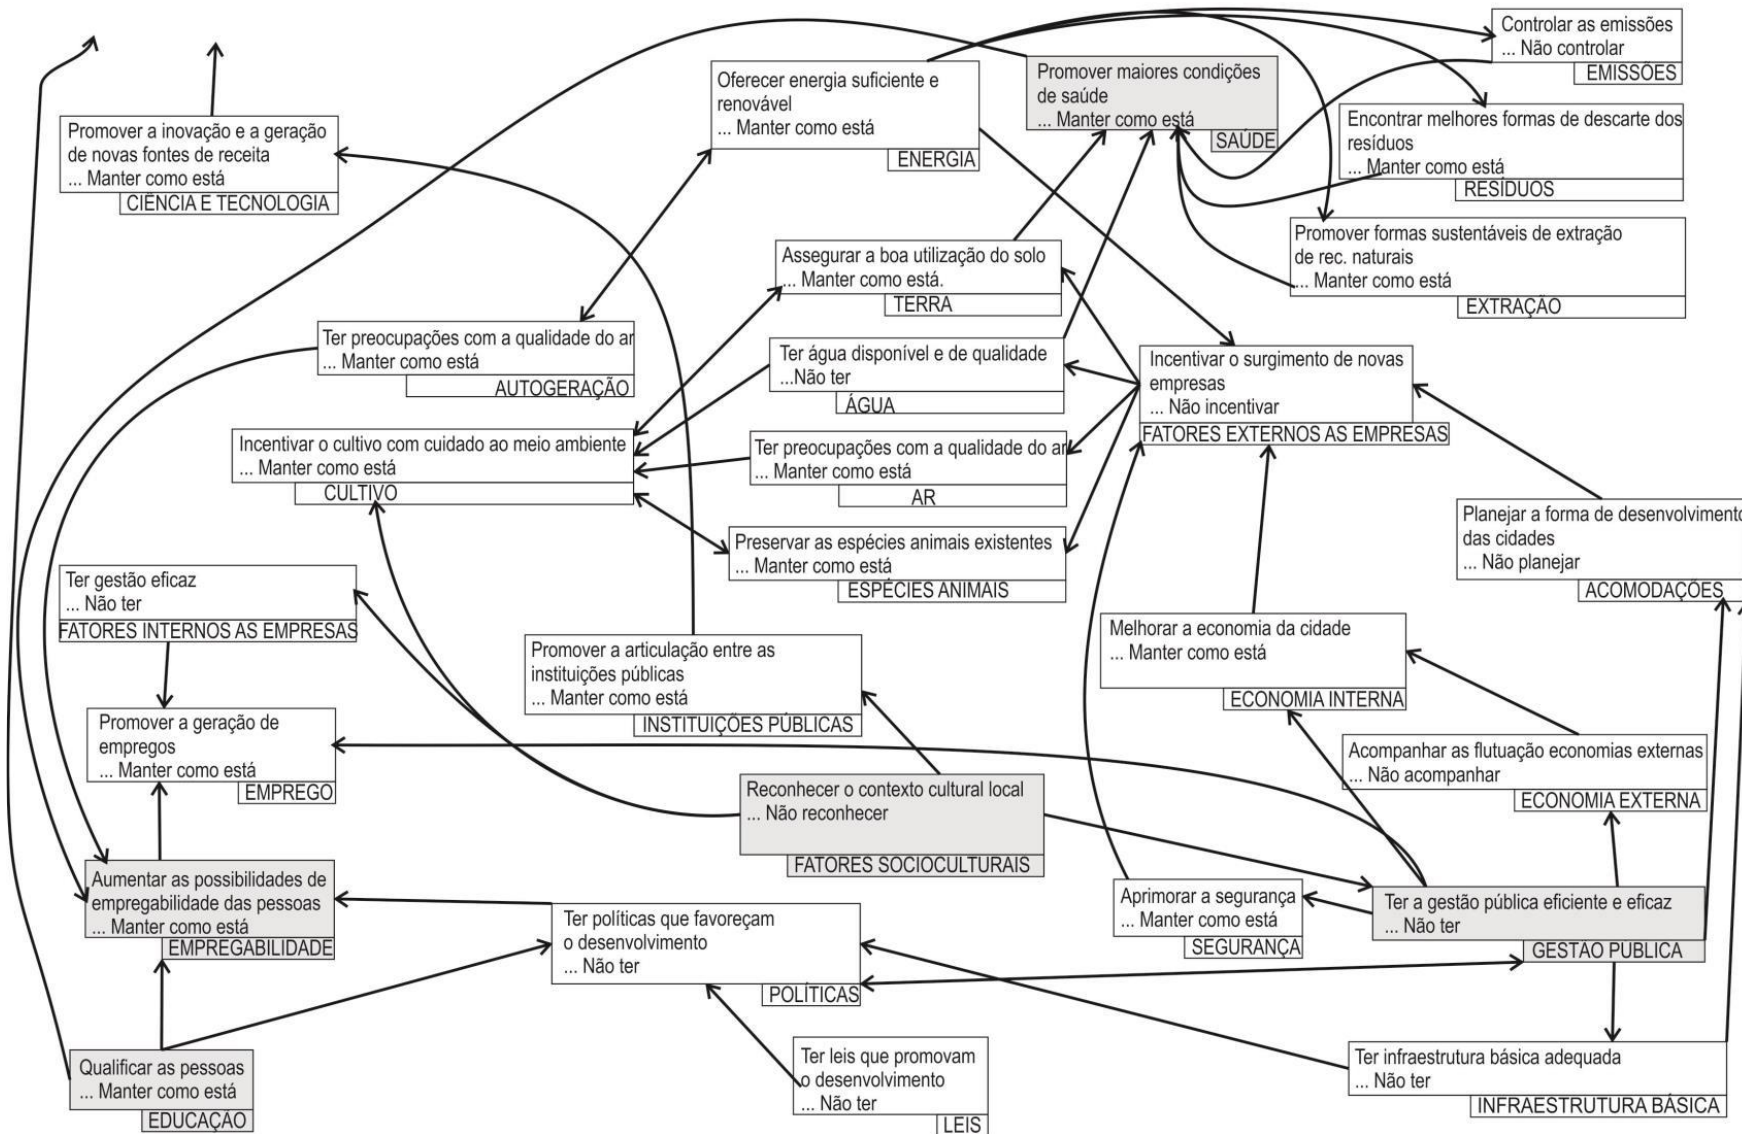 Controlar as emissões
... Não controlar
EMISSÕES
Oferecer energia suficiente e
renovável
... Manter como está
ENERGIA
Promover maiores condições
de saúde
... Manter como está
SAÚDE
Encontrar melhores formas de descarte dos
resíduos
... Manter como está
RESÍDUOS
Promover a inovação e a geração
de novas fontes de receita
... Manter como está
CIÊNCIA E TECNOLOGIA
Promover formas sustentáveis de extração
de rec. naturais
... Manter como está
EXTRAÇÃO
Assegurar a boa utilização do solo
... Manter como está.
TERRA
Ter preocupações com a qualidade do ar
... Manter como está
AUTOGERAÇÃO
Ter água disponível e de qualidade
...Não ter
ÁGUA
Incentivar o surgimento de novas
empresas
... Não incentivar
FATORES EXTERNOS AS EMPRESAS
Incentivar o cultivo com cuidado ao meio ambiente
... Manter como está
CULTIVO
Ter preocupações com a qualidade do ar
... Manter como está
AR
Planejar a forma de desenvolvimento
das cidades
... Não planejar
ACOMODAÇÕES
Preservar as espécies animais existentes
... Manter como está
ESPÉCIES ANIMAIS
Ter gestão eficaz
... Não ter
FATORES INTERNOS AS EMPRESAS
Promover a articulação entre as
instituições públicas
... Manter como está
INSTITUIÇÕES PÚBLICAS
Melhorar a economia da cidade
... Manter como está
ECONOMIA INTERNA
Promover a geração de
empregos
... Manter como está
EMPREGO
Acompanhar as flutuação economias externas
... Não acompanhar
ECONOMIA EXTERNA
Reconhecer o contexto cultural local
... Não reconhecer
FATORES SOCIOCULTURAIS
Aumentar as possibilidades de
empregabilidade das pessoas
... Manter como está
EMPREGABILIDADE
Aprimorar a segurança
... Manter como está
SEGURANÇA
Ter a gestão pública eficiente e eficaz
... Não ter
GESTÃO PÚBLICA
Ter políticas que favoreçam
o desenvolvimento
... Não ter
POLÍTICAS
Qualificar as pessoas
... Manter como está
EDUCAÇÃO
Ter leis que promovam
o desenvolvimento
... Não ter
LEIS
Ter infraestrutura básica adequada
... Não ter
INFRAESTRUTURA BÁSICA